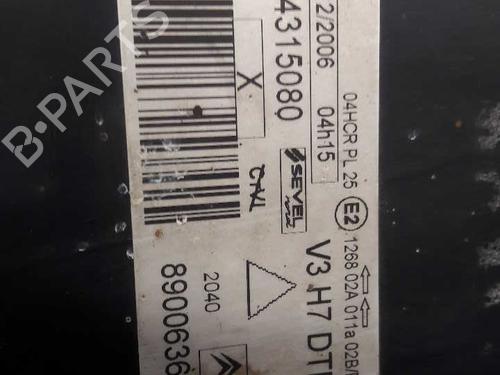 2/2006
04h15
04HCR PL 25
4315080
X
SEVEL
E2
1268 02A 011a 02B/
V3 H7 DT
2040
8900636
B-PARTS